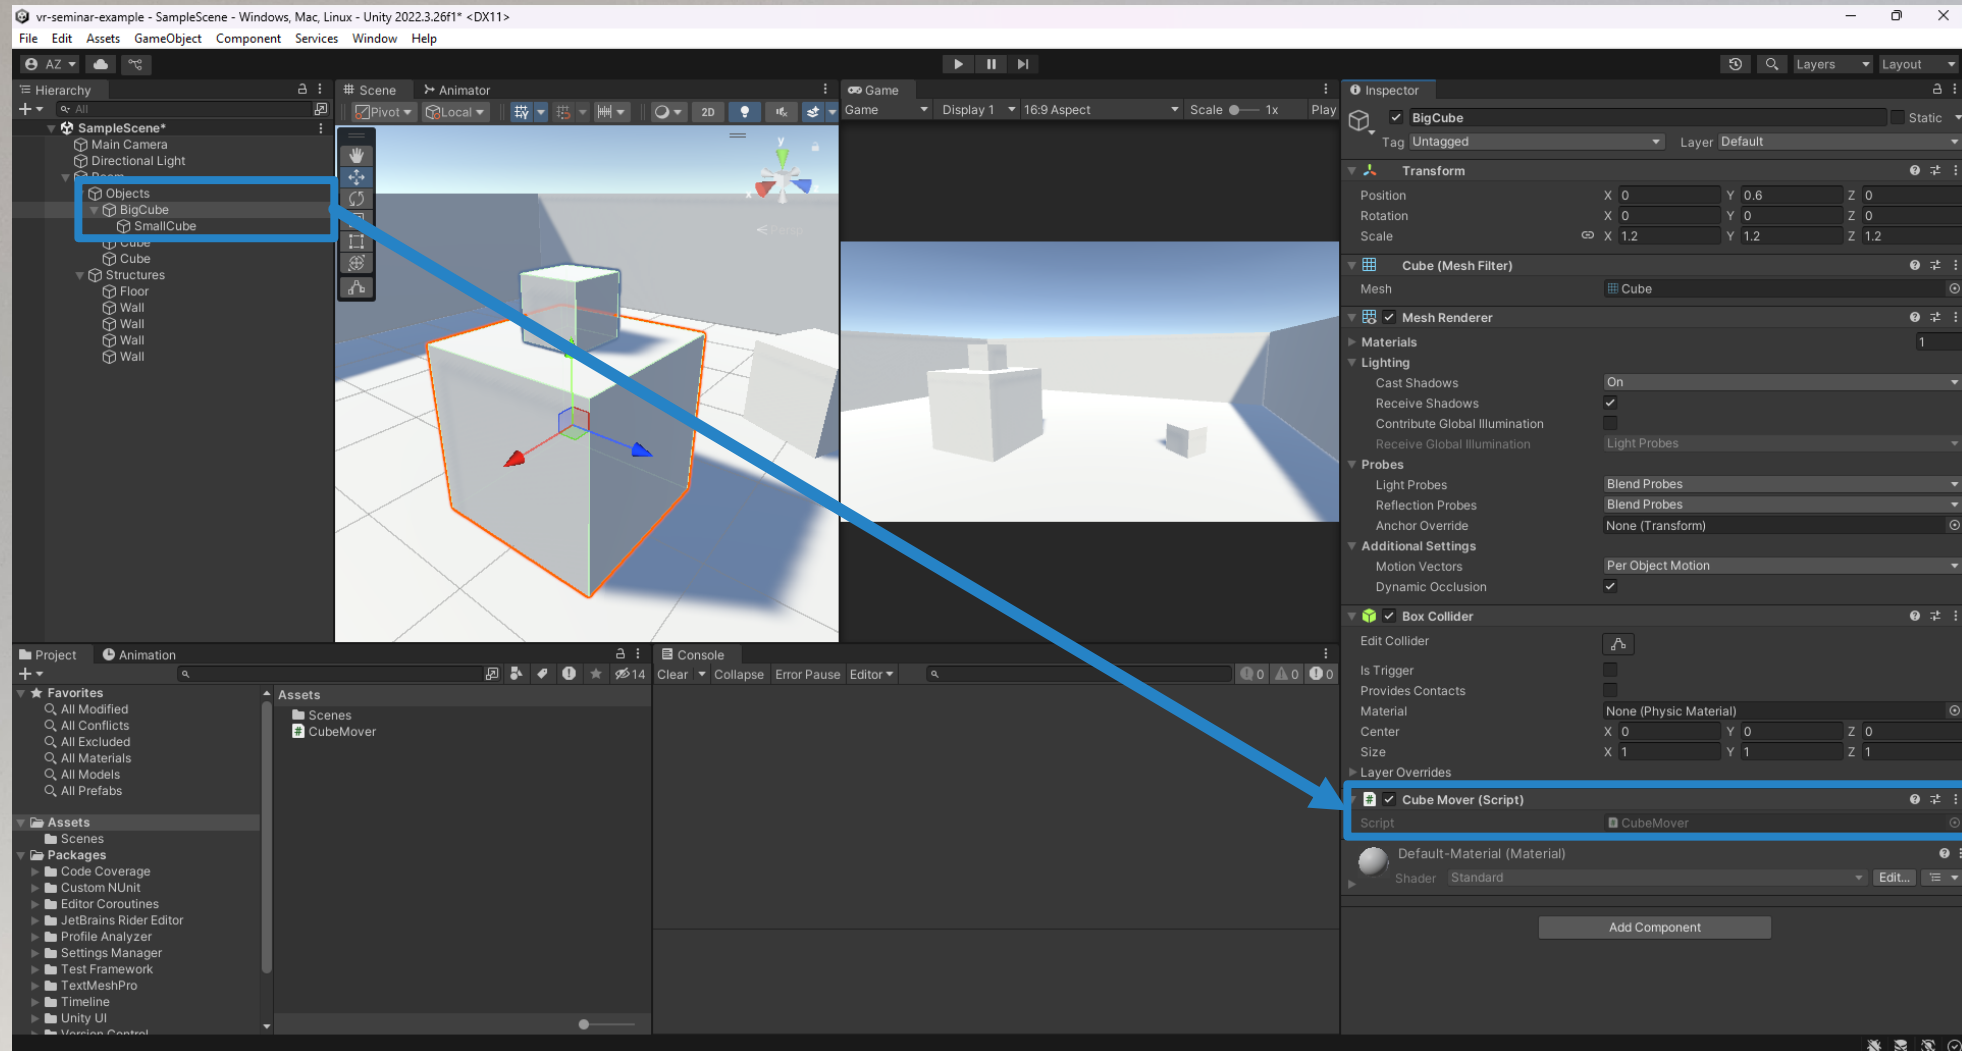 vr-seminar-example - SampleScene - Windows, Mac, Linux - Unity 2022.3.26f1* <DX11>
File Edit Assets GameObject Component Services Window Help
AZ
Layers
Layout
Hierarchy
All
SampleScene*
Main Camera
Directional Light
Objects
BigCube
SmallCube
Cube
Cube
Structures
Floor
Wall
Wall
Wall
Wall
Scene
Animator
Pivot
Local
2D
y
x
z
Persp
Game
Game
Display 1
16:9 Aspect
Scale
1x
Play
Inspector
BigCube
Static
Tag Untagged
Layer Default
Transform
Position X 0 Y 0.6 Z 0
Rotation X 0 Y 0 Z 0
Scale X 1.2 Y 1.2 Z 1.2
Cube (Mesh Filter)
Mesh Cube
Mesh Renderer
Materials 1
Lighting
Cast Shadows On
Receive Shadows
Contribute Global Illumination
Receive Global Illumination Light Probes
Probes
Light Probes Blend Probes
Reflection Probes Blend Probes
Anchor Override None (Transform)
Additional Settings
Motion Vectors Per Object Motion
Dynamic Occlusion
Box Collider
Edit Collider
Is Trigger
Provides Contacts
Material None (Physic Material)
Center X 0 Y 0 Z 0
Size X 1 Y 1 Z 1
Layer Overrides
# Cube Mover (Script)
Script CubeMover
Default-Material (Material)
Shader Standard Edit...
Add Component
Project
Animation
14
Favorites
All Modified
All Conflicts
All Excluded
All Materials
All Models
All Prefabs
Assets
Scenes
Packages
Code Coverage
Custom NUnit
Editor Coroutines
JetBrains Rider Editor
Profile Analyzer
Settings Manager
Test Framework
TextMeshPro
Timeline
Unity UI
Version Control
Assets
Scenes
# CubeMover
Console
Clear Collapse Error Pause Editor
0 0 0